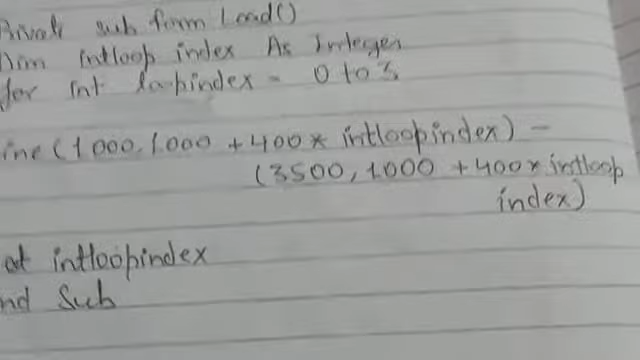 Private sub form Load()
Dim intloop index As Integer
for int loopindex = 0 to 3
ine (1000, 1000 + 400 * intloopindex) -
(3500, 1000 + 400 * intloop
index)
at intloopindex
nd Sub